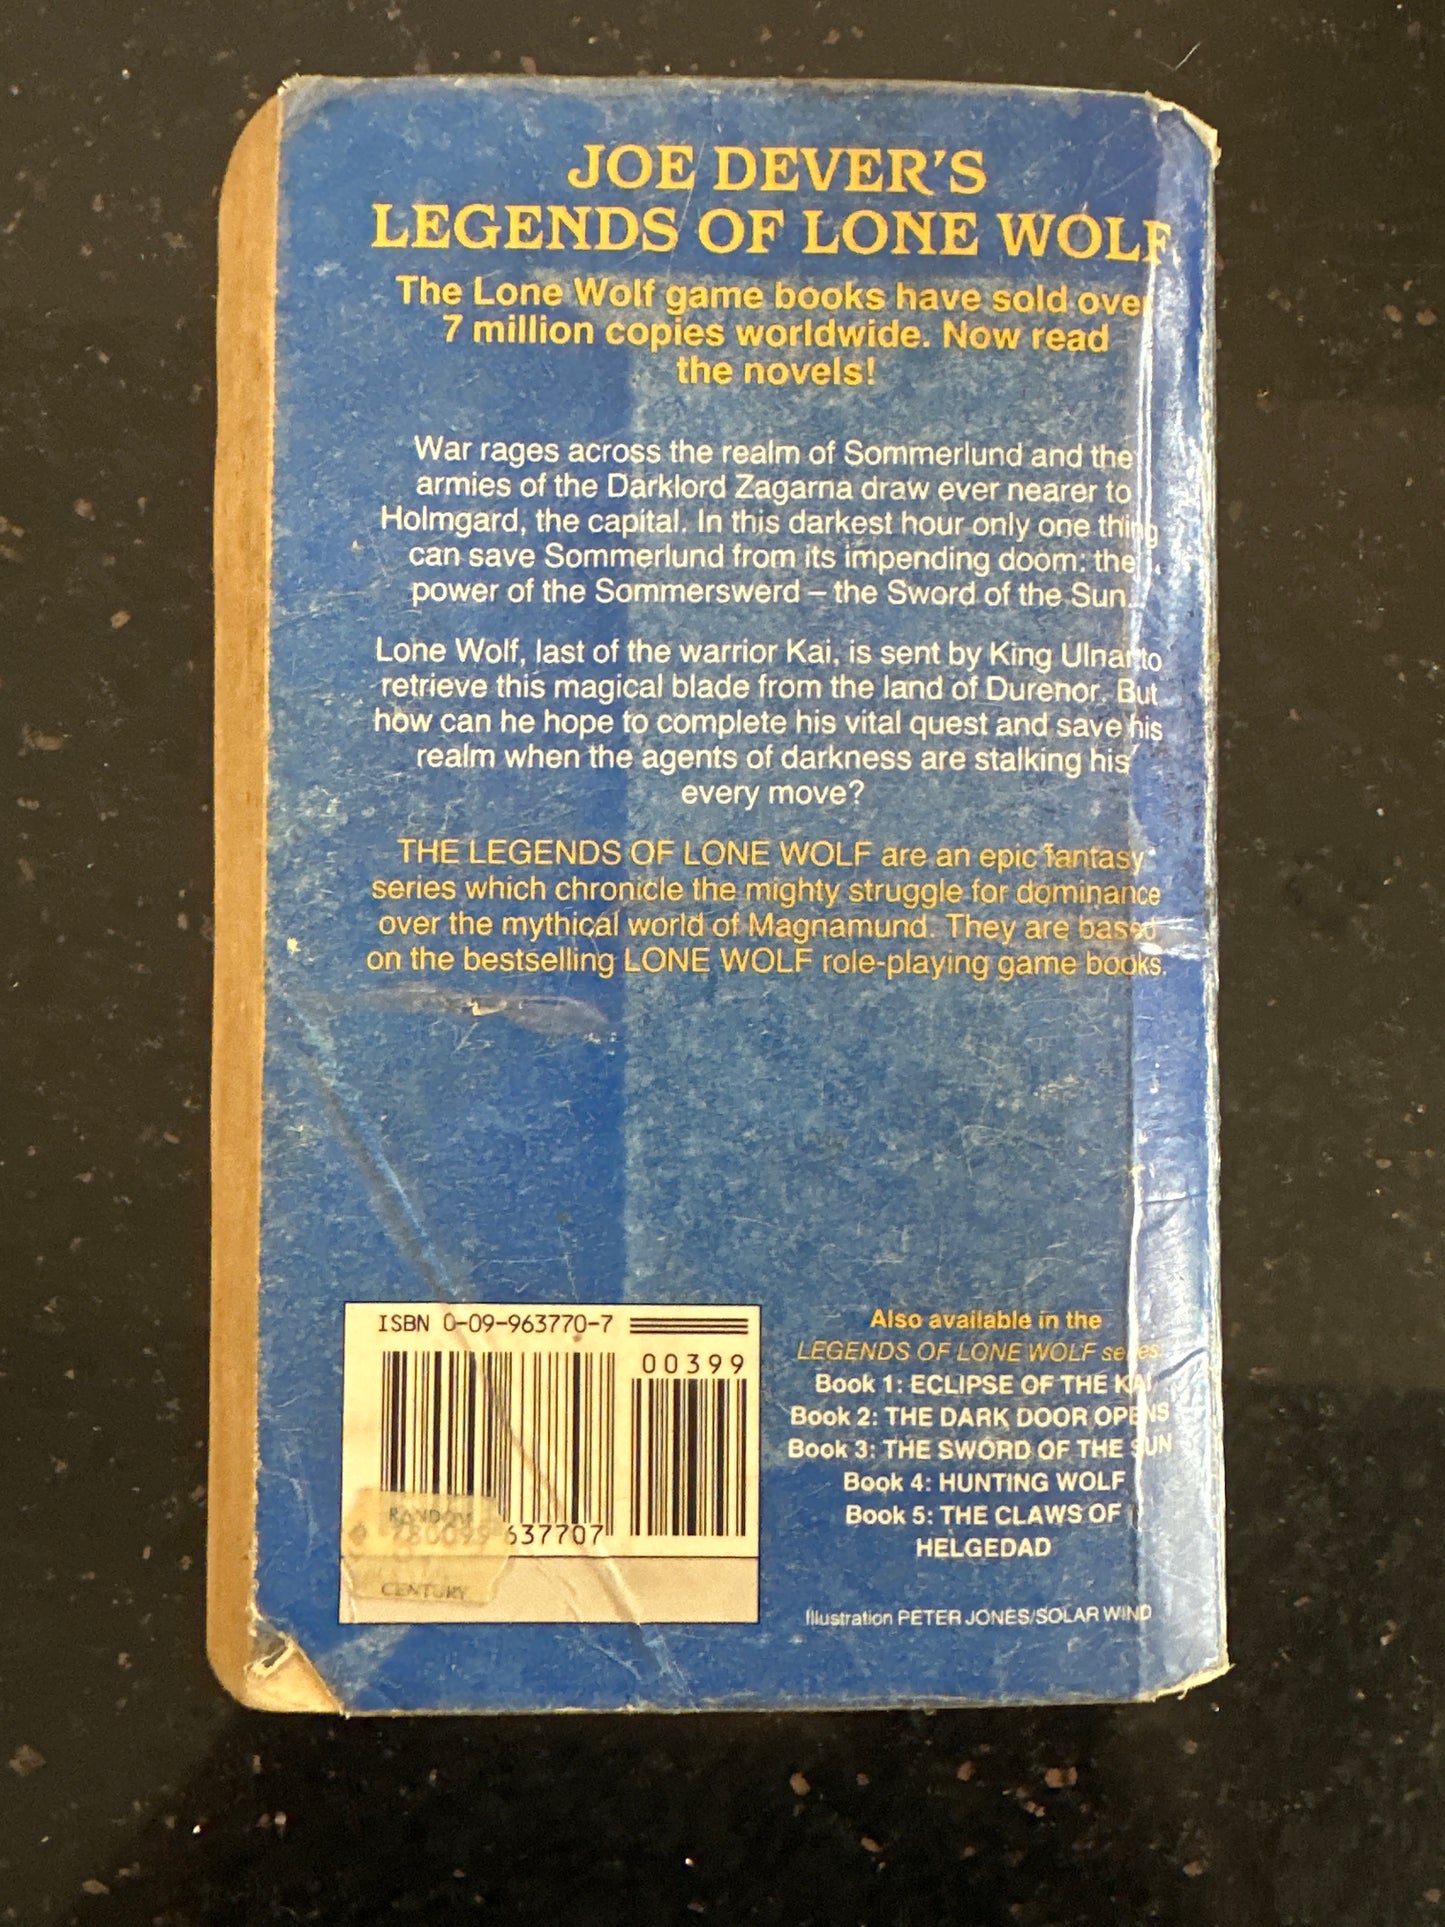 JOE DEVER'S
LEGENDS OF LONE WOLF
The Lone Wolf game books have sold over
7 million copies worldwide. Now read
the novels!
War rages across the realm of Sommerlund and the
armies of the Darklord Zagarna draw ever nearer to
Holmgard, the capital. In this darkest hour only one thing
can save Sommerlund from its impending doom: the
power of the Sommerswerd – the Sword of the Sun.
Lone Wolf, last of the warrior Kai, is sent by King Ulnar to
retrieve this magical blade from the land of Durenor. But
how can he hope to complete his vital quest and save his
realm when the agents of darkness are stalking his
every move?
THE LEGENDS OF LONE WOLF are an epic fantasy
series which chronicle the mighty struggle for dominance
over the mythical world of Magnamund. They are based
on the bestselling LONE WOLF role-playing game books.
ISBN 0-09-963770-7
00399
RANDOM
9 780099 637707
CENTURY
Also available in the
LEGENDS OF LONE WOLF series:
Book 1: ECLIPSE OF THE KAI
Book 2: THE DARK DOOR OPENS
Book 3: THE SWORD OF THE SUN
Book 4: HUNTING WOLF
Book 5: THE CLAWS OF
HELGEDAD
Illustration PETER JONES/SOLAR WIND